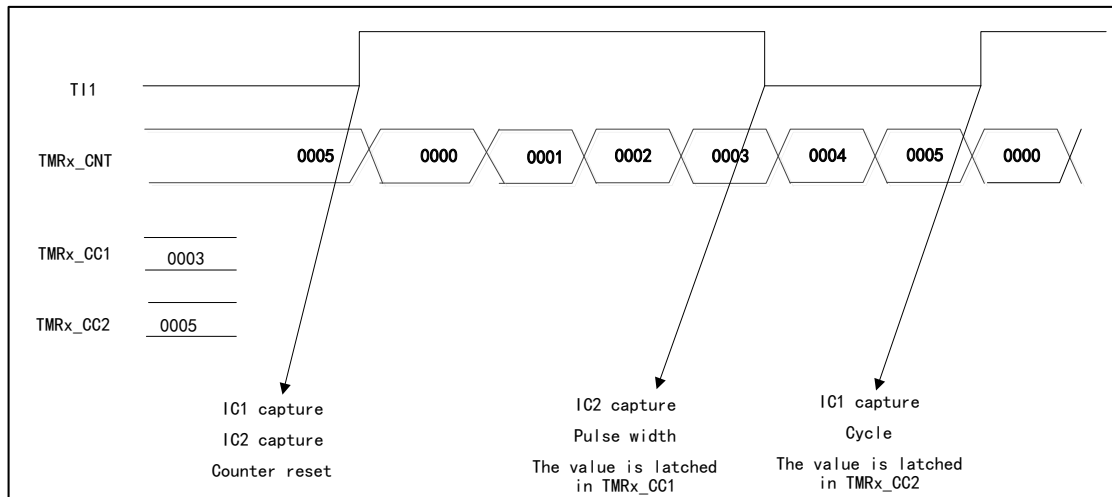 TI1
TMRx_CNT
0005 0000 0001 0002 0003 0004 0005 0000
TMRx_CC1
0003
TMRx_CC2
0005
IC1 capture
IC2 capture
Counter reset
IC2 capture
Pulse width
The value is latched
in TMRx_CC1
IC1 capture
Cycle
The value is latched
in TMRx_CC2